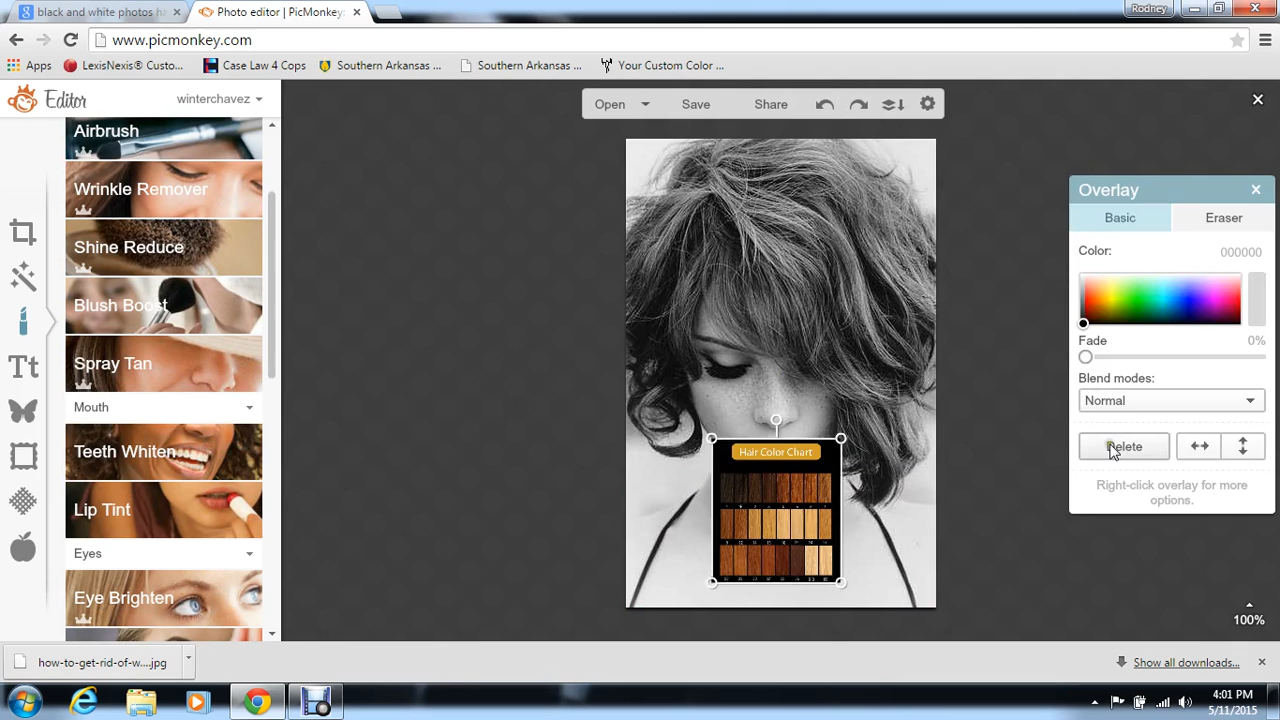 black and white photos ha
Photo editor | PicMonkey:
Rodney
www.picmonkey.com
Apps
LexisNexis® Custo...
Case Law 4 Cops
Southern Arkansas ...
Southern Arkansas ...
Your Custom Color ...
Editor
winterchavez
Open
Save
Share
Airbrush
Wrinkle Remover
Shine Reduce
Blush Boost
Spray Tan
Mouth
Teeth Whiten
Lip Tint
Eyes
Eye Brighten
Tt
Hair Color Chart
Overlay
Basic
Eraser
Color:
000000
Fade
0%
Blend modes:
Normal
Delete
Right-click overlay for more
options.
100%
how-to-get-rid-of-w....jpg
Show all downloads...
4:01 PM
5/11/2015